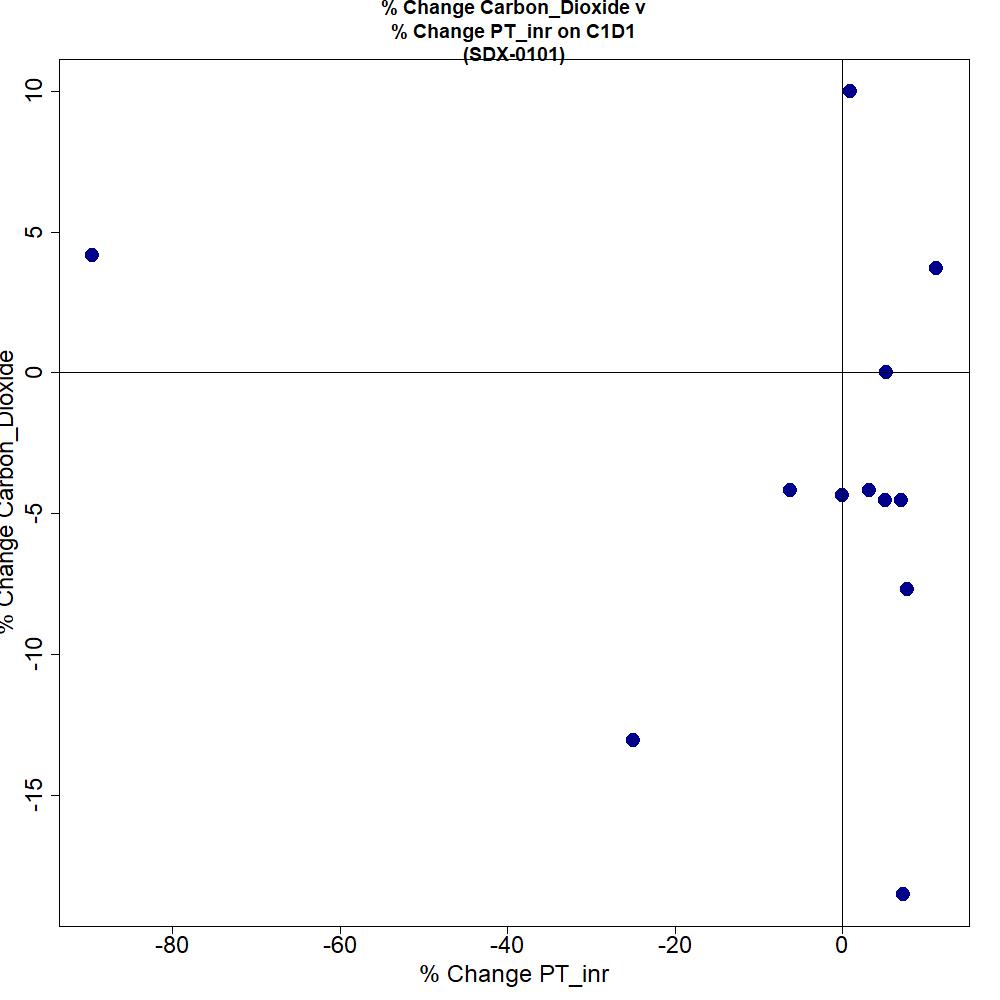 % Change Carbon_Dioxide v
% Change PT_inr on C1D1
(SDX-0101)
10
5
0
-5
-10
-15
% Change Carbon_Dioxide
-80
-60
-40
-20
0
% Change PT_inr